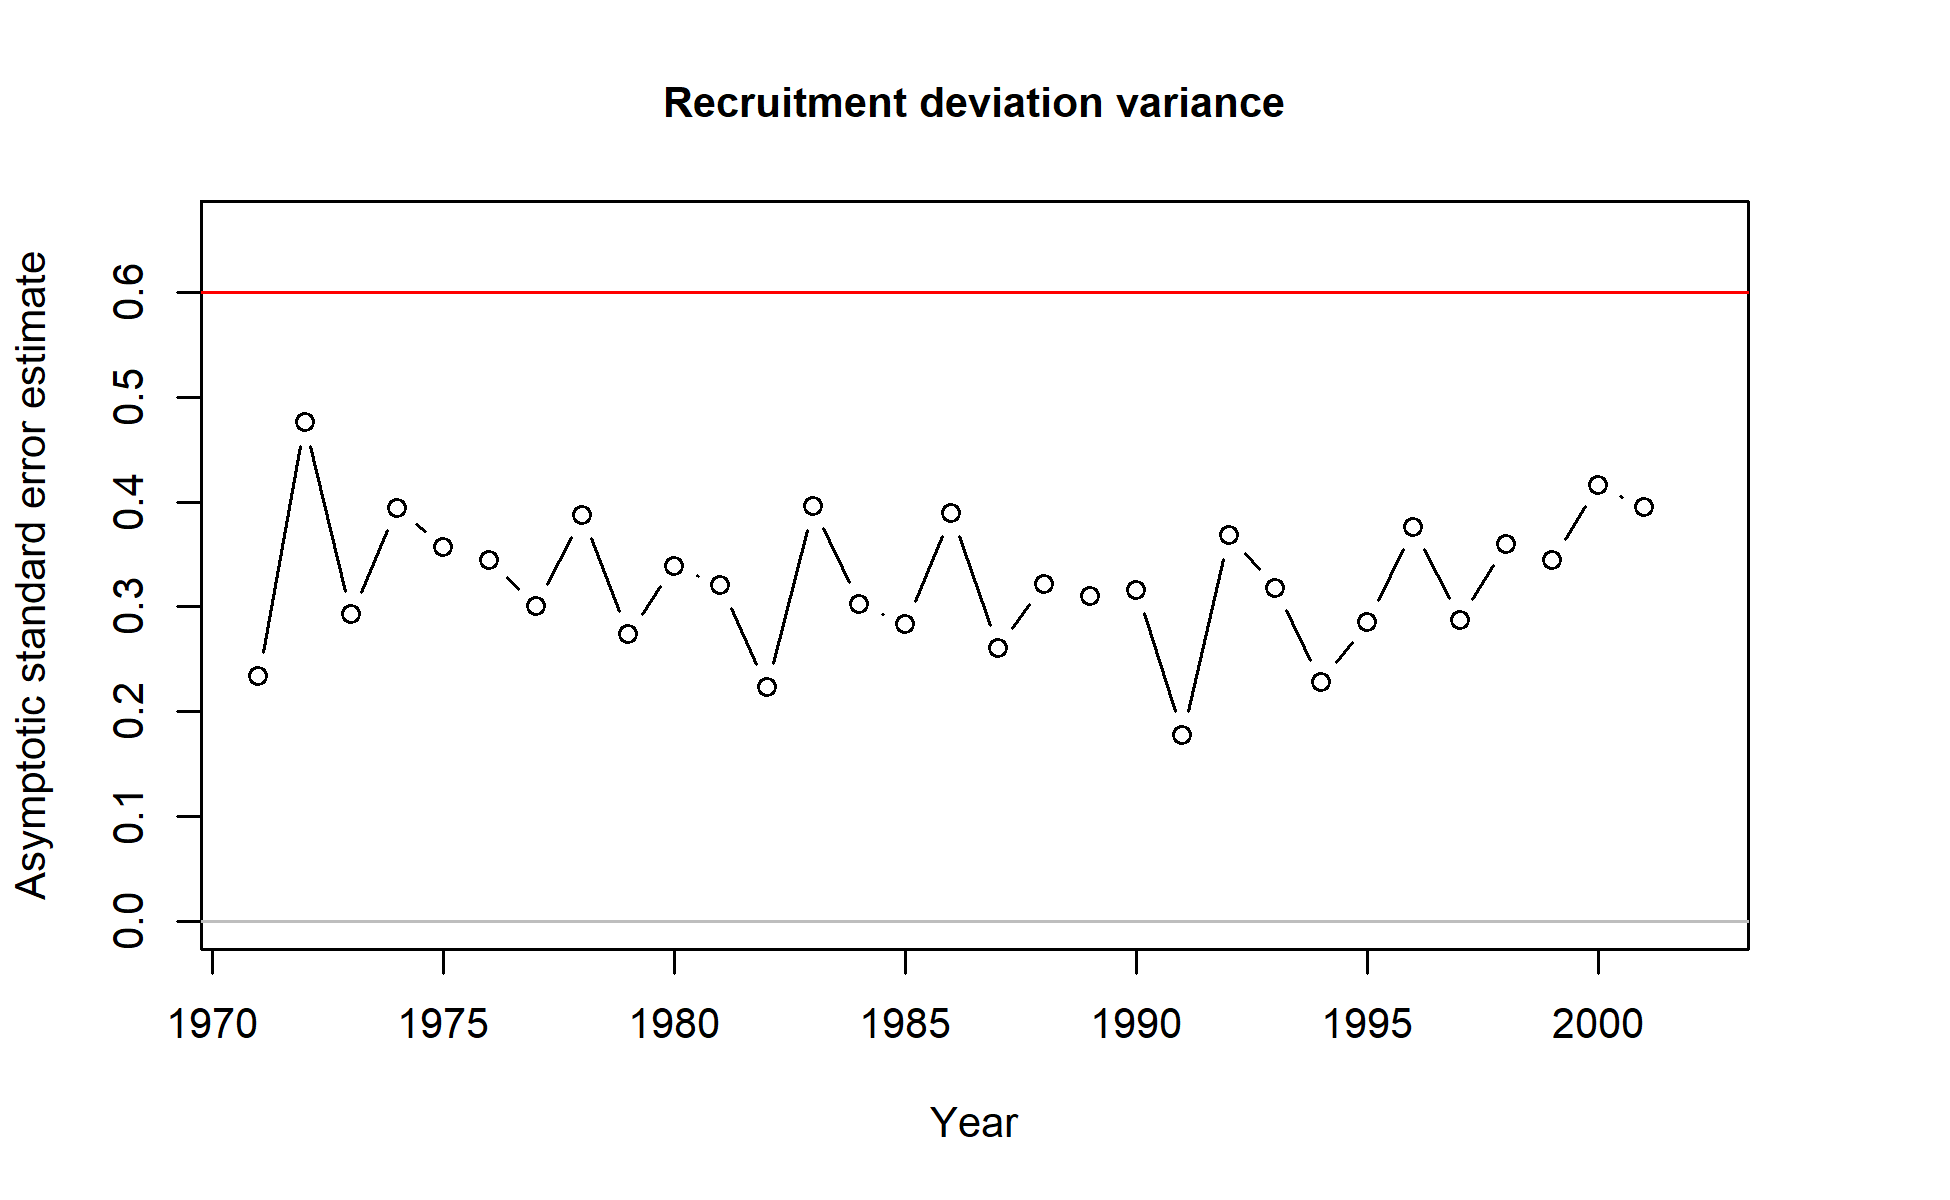 Recruitment deviation variance
Asymptotic standard error estimate
0.6
0.5
0.4
0.3
0.2
0.1
0.0
1970 1975 1980 1985 1990 1995 2000
Year